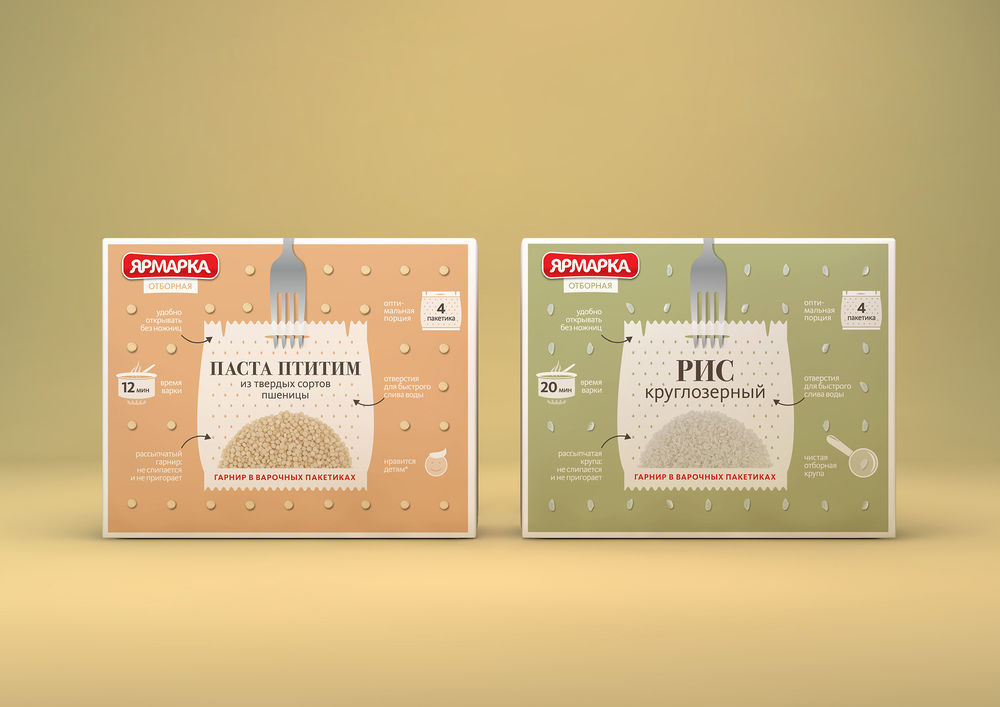 ЯРМАРКА
ОТБОРНАЯ
удобно
открывать
без ножниц
опти-
мальная
порция
4
пакетика
ПАСТА ПТИТИМ
из твердых сортов
пшеницы
12 мин
время
варки
отверстия
для быстрого
слива воды
рассыпчатый
гарнир:
не слипается
и не пригорает
нравится
детям*
ГАРНИР В ВАРОЧНЫХ ПАКЕТИКАХ
ЯРМАРКА
ОТБОРНАЯ
удобно
открывать
без ножниц
опти-
мальная
порция
4
пакетика
РИС
круглозерный
20 мин
время
варки
отверстия
для быстрого
слива воды
рассыпчатая
крупа:
не слипается
и не пригорает
чистая
отборная
крупа
ГАРНИР В ВАРОЧНЫХ ПАКЕТИКАХ